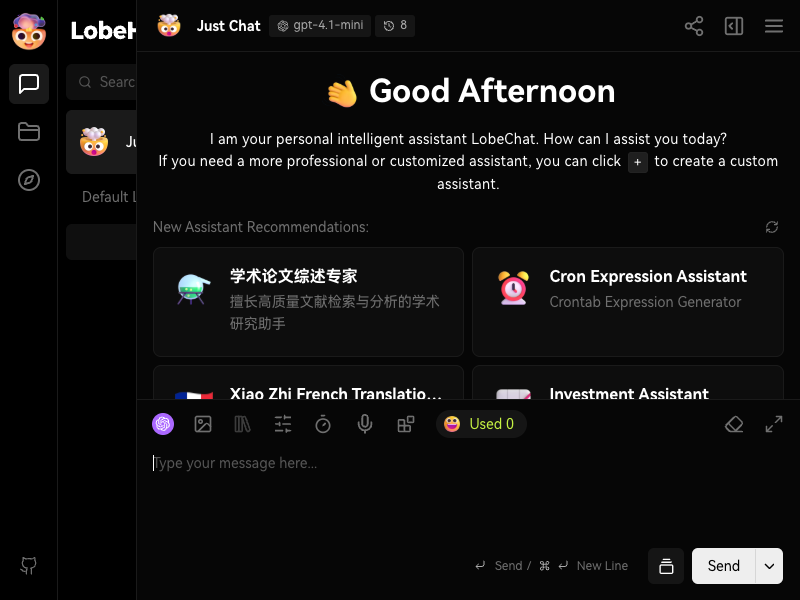 LobeH
Just Chat
gpt-4.1-mini
8
Searc
Ju
Default L
Good Afternoon
I am your personal intelligent assistant LobeChat. How can I assist you today?
If you need a more professional or customized assistant, you can click + to create a custom
assistant.
New Assistant Recommendations:
学术论文综述专家
擅长高质量文献检索与分析的学术
研究助手
Cron Expression Assistant
Crontab Expression Generator
Xiao Zhi French Translatio...
Investment Assistant
Used 0
Type your message here...
Send / ⌘ New Line
Send